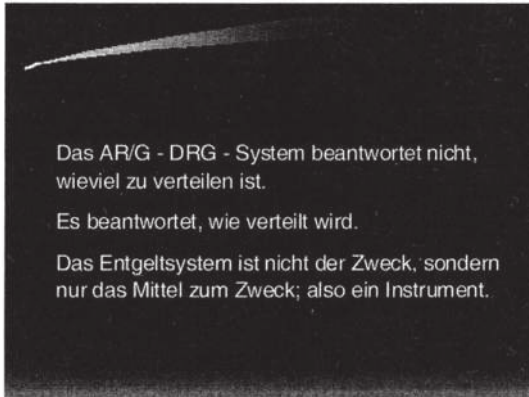 Das AR/G - DRG - System beantwortet nicht,
wieviel zu verteilen ist.
Es beantwortet, wie verteilt wird.
Das Entgeltsystem ist nicht der Zweck, sondern
nur das Mittel zum Zweck; also ein Instrument.